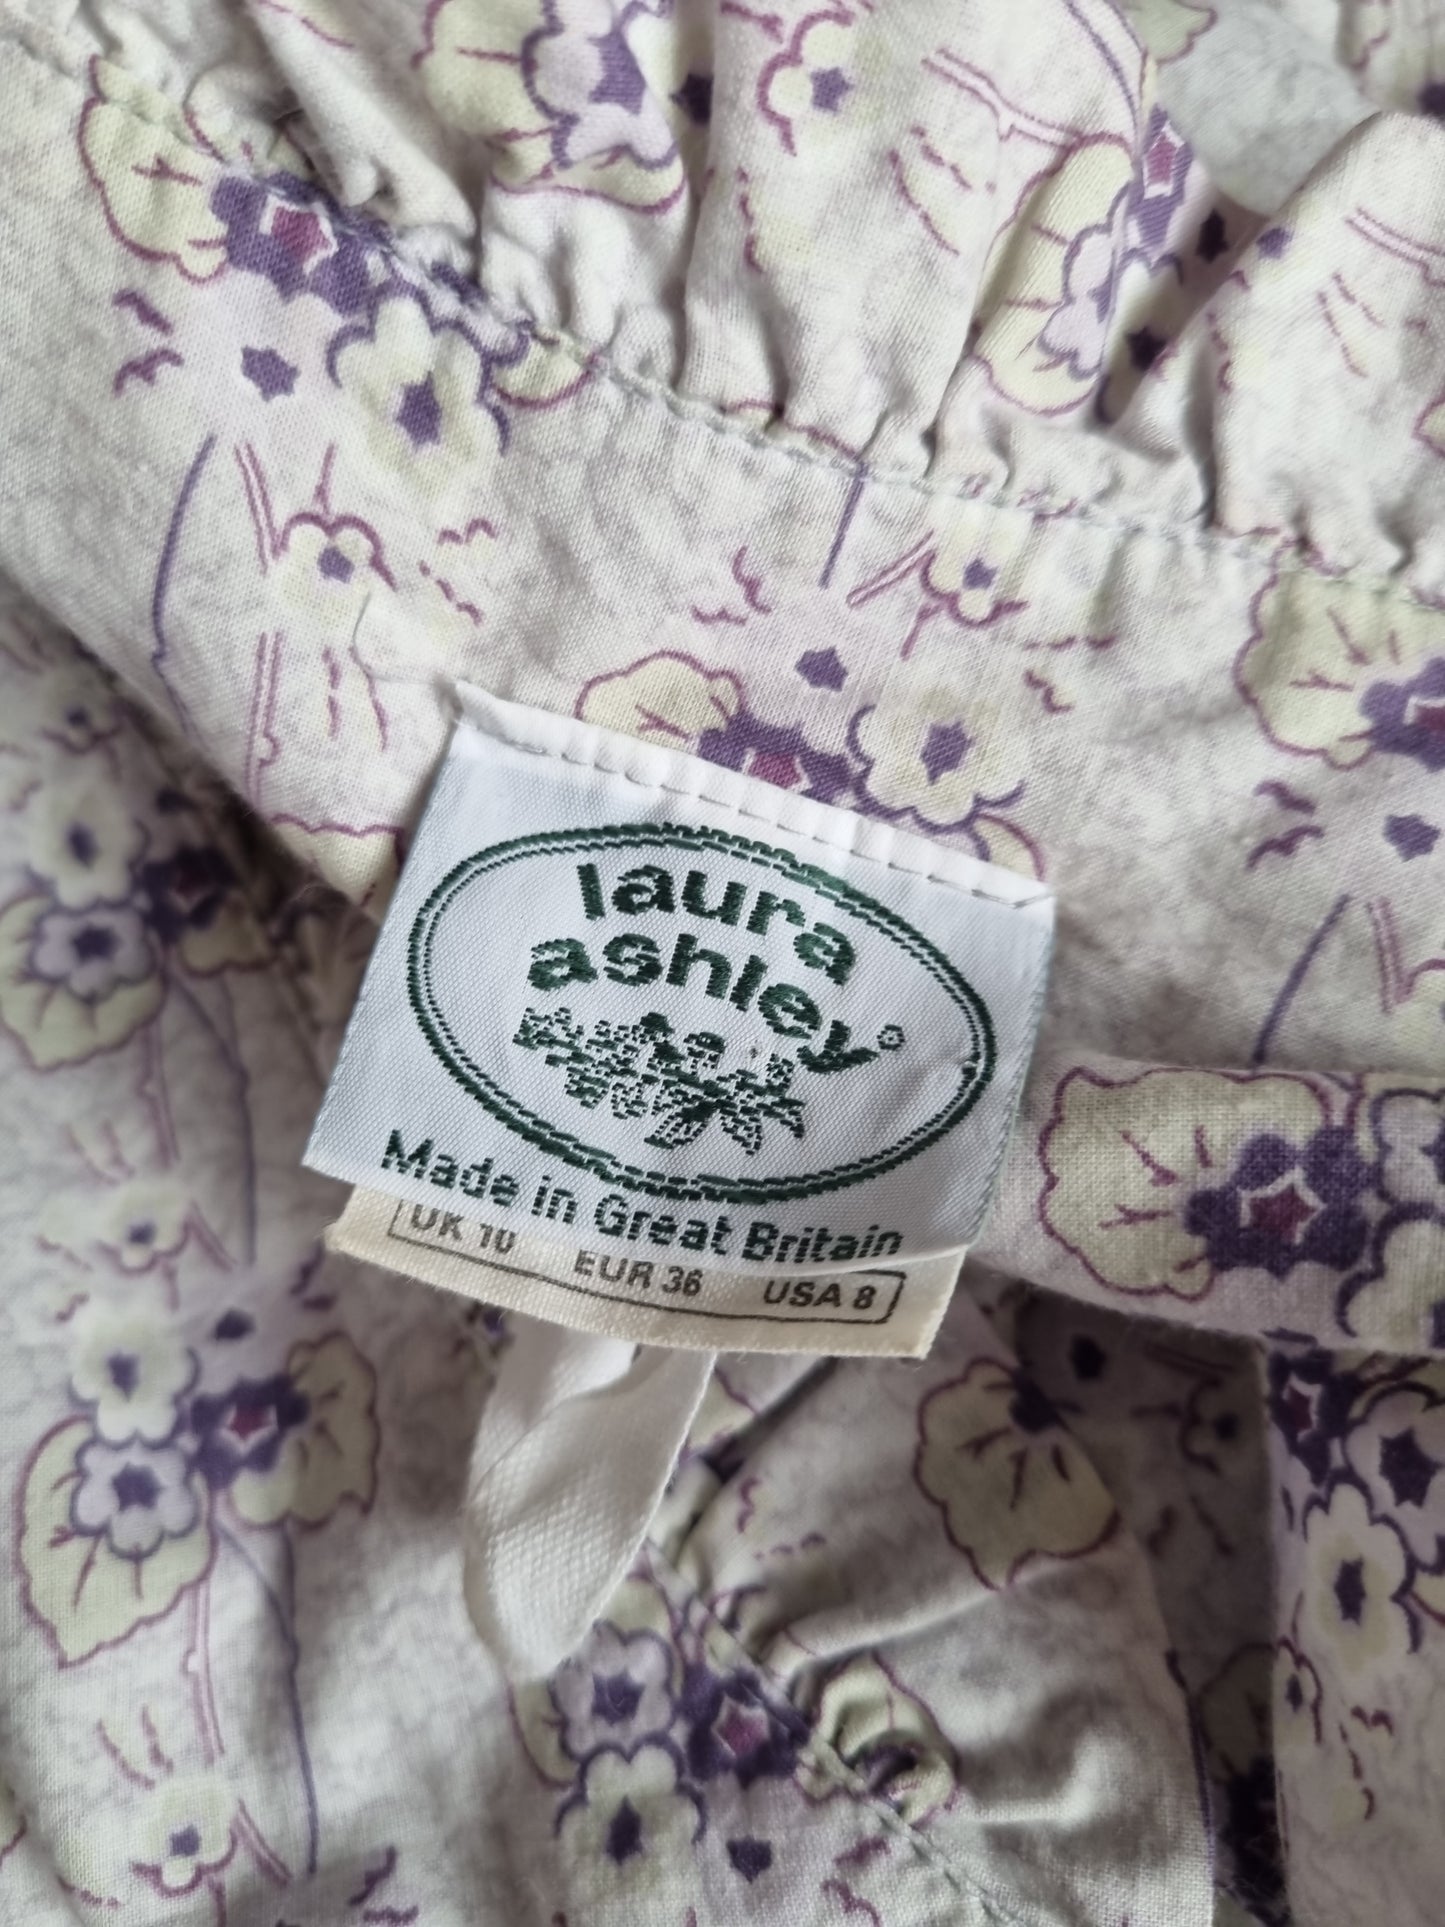 laura
ashley®
Made in Great Britain
UK 10 EUR 36 USA 8